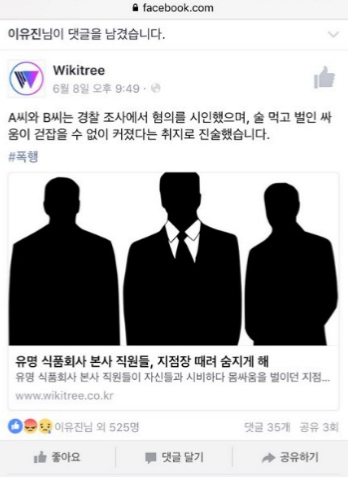 facebook.com
이유진님이 댓글을 남겼습니다.
Wikitree
6월 8일 오후 9:49 ·
A씨와 B씨는 경찰 조사에서 혐의를 시인했으며, 술 먹고 벌인 싸
움이 걷잡을 수 없이 커졌다는 취지로 진술했습니다.
#폭행
유명 식품회사 본사 직원들, 지점장 때려 숨지게 해
유명 식품회사 본사 직원들이 자신들과 시비하다 몸싸움을 벌이던 지점...
www.wikitree.co.kr
이유진님 외 525명
댓글 35개 공유 3회
좋아요 댓글 달기 공유하기